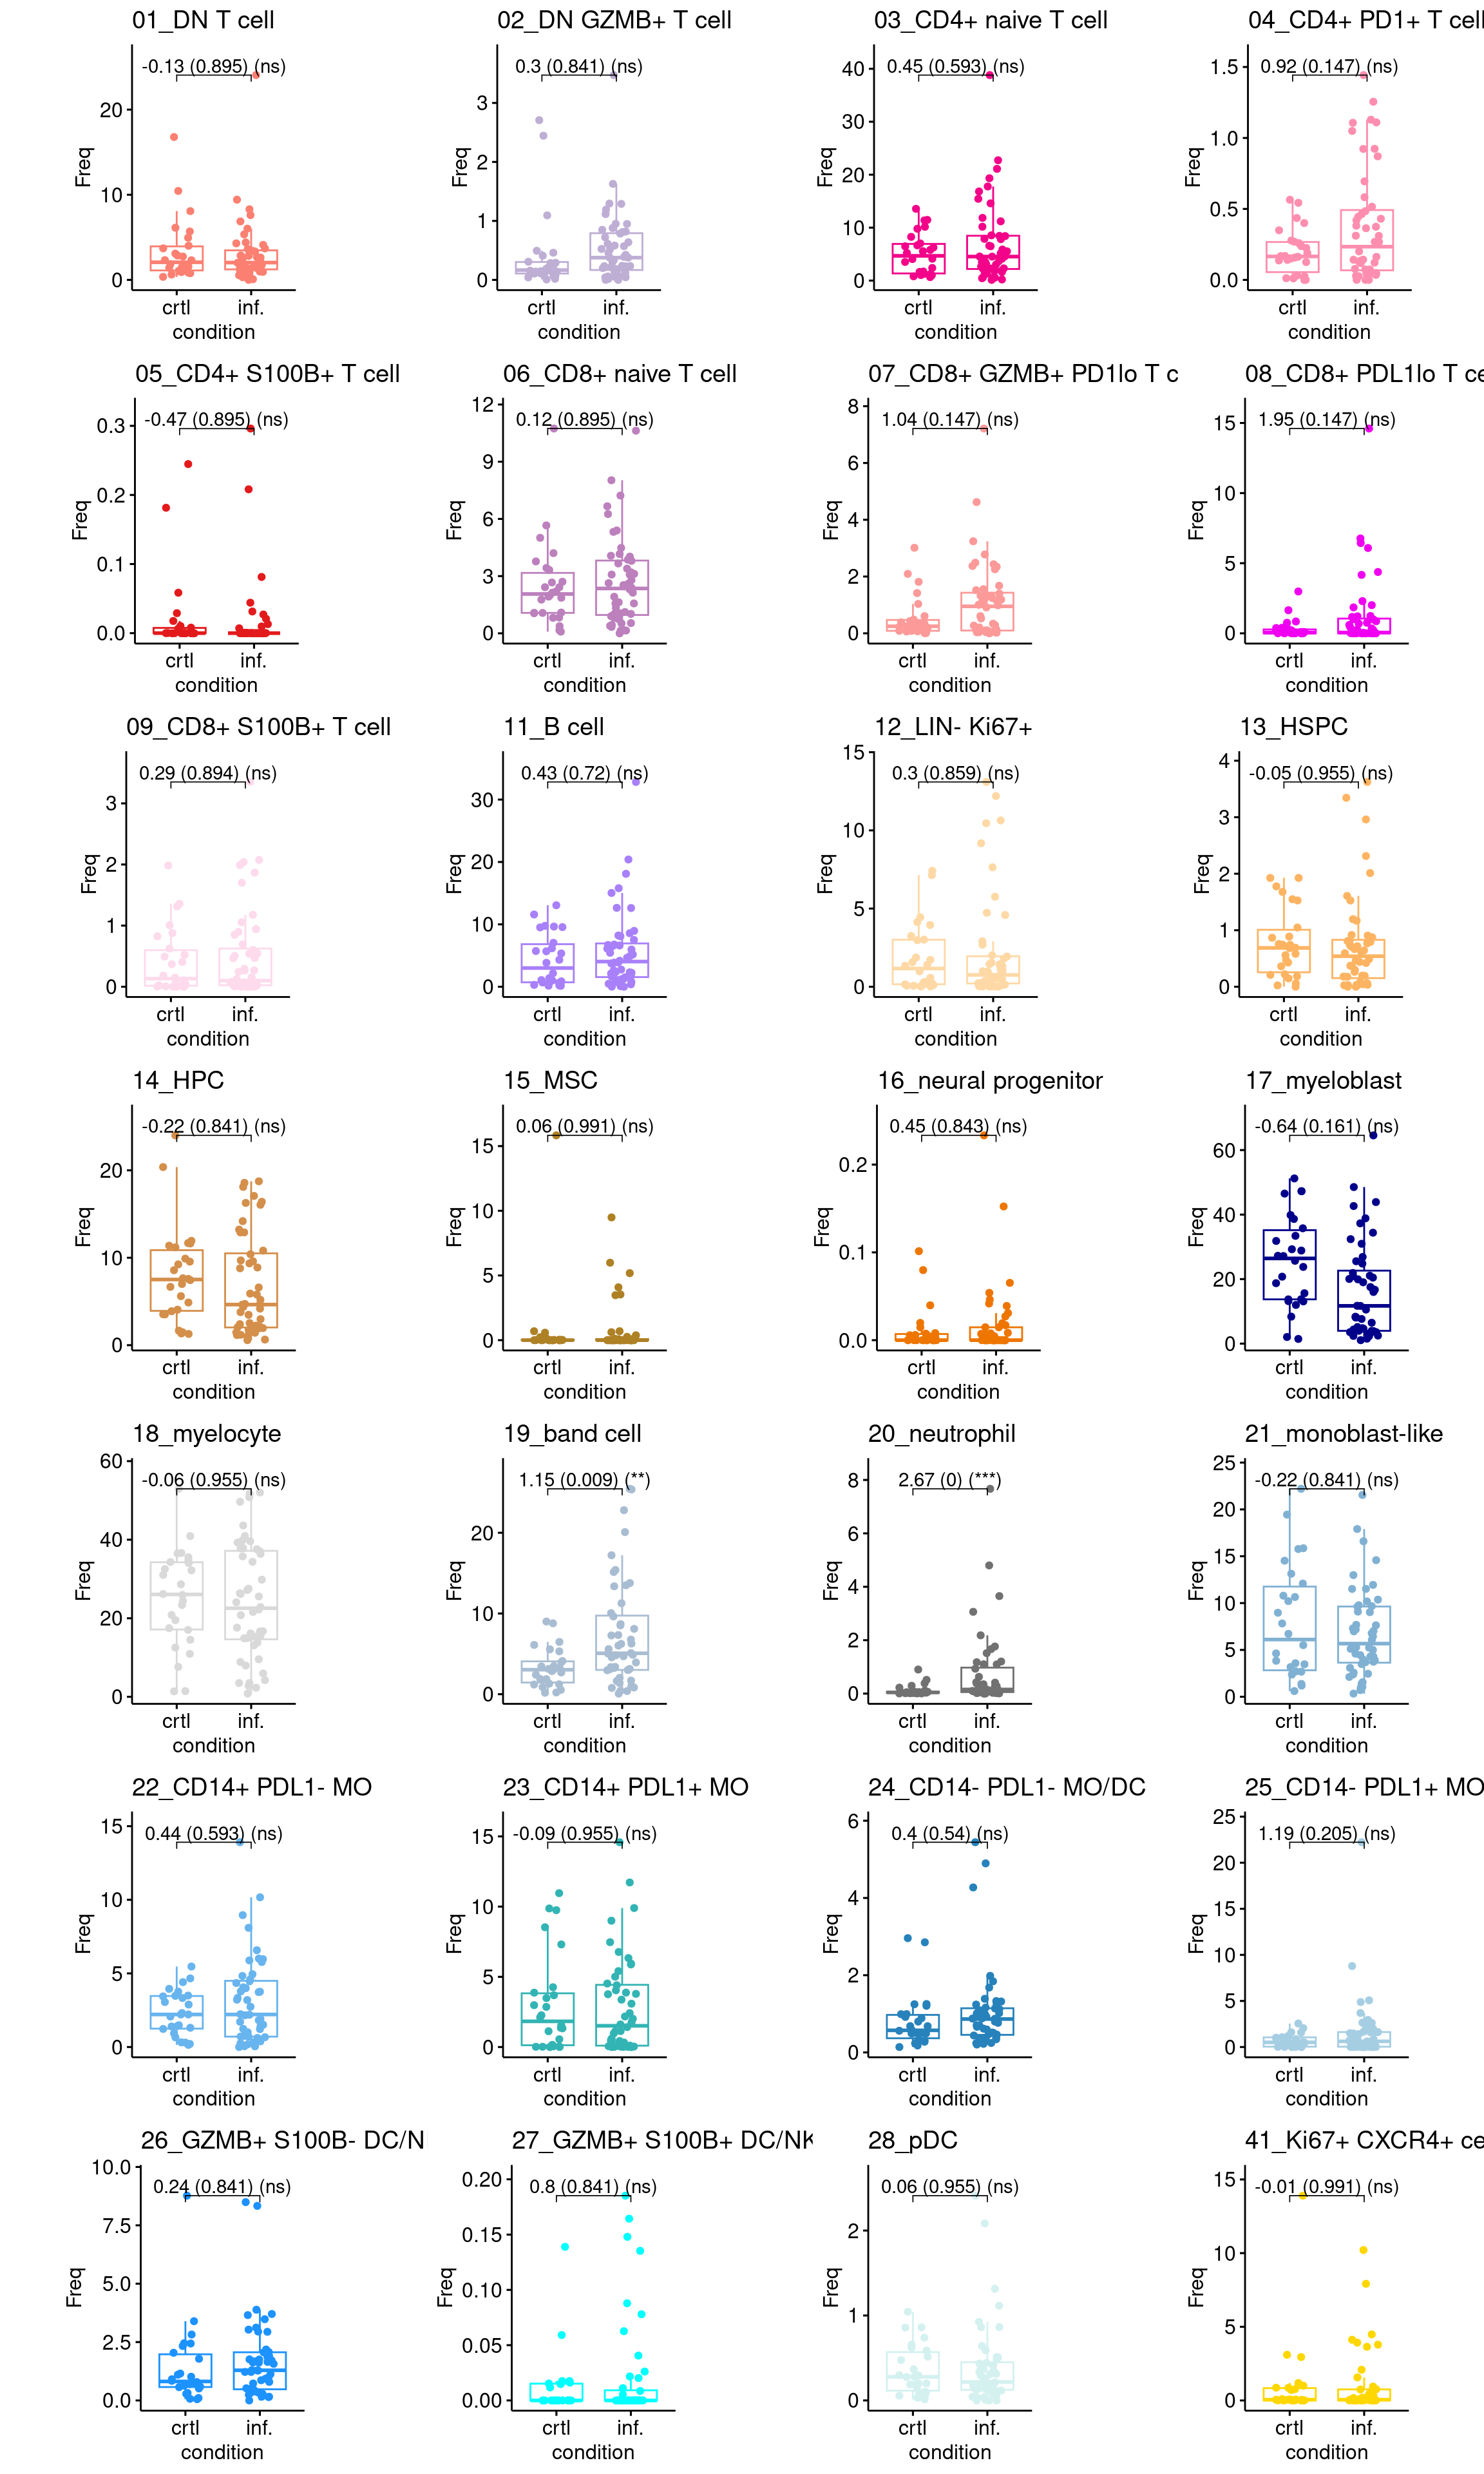 01_DN T cell
-0.13 (0.895) (ns)
20
10
0
Freq
crtl inf.
condition
02_DN GZMB+ T cell
0.3 (0.841) (ns)
3
2
1
0
Freq
crtl inf.
condition
03_CD4+ naive T cell
0.45 (0.593) (ns)
40
30
20
10
0
Freq
crtl inf.
condition
04_CD4+ PD1+ T cell
0.92 (0.147) (ns)
1.5
1.0
0.5
0.0
Freq
crtl inf.
condition
05_CD4+ S100B+ T cell
-0.47 (0.895) (ns)
0.3
0.2
0.1
0.0
Freq
crtl inf.
condition
06_CD8+ naive T cell
0.12 (0.895) (ns)
12
9
6
3
0
Freq
crtl inf.
condition
07_CD8+ GZMB+ PD1lo T c
1.04 (0.147) (ns)
8
6
4
2
0
Freq
crtl inf.
condition
08_CD8+ PDL1lo T ce
1.95 (0.147) (ns)
15
10
5
0
Freq
crtl inf.
condition
09_CD8+ S100B+ T cell
0.29 (0.894) (ns)
3
2
1
0
Freq
crtl inf.
condition
11_B cell
0.43 (0.72) (ns)
30
20
10
0
Freq
crtl inf.
condition
12_LIN- Ki67+
0.3 (0.859) (ns)
15
10
5
0
Freq
crtl inf.
condition
13_HSPC
-0.05 (0.955) (ns)
4
3
2
1
0
Freq
crtl inf.
condition
14_HPC
-0.22 (0.841) (ns)
20
10
0
Freq
crtl inf.
condition
15_MSC
0.06 (0.991) (ns)
15
10
5
0
Freq
crtl inf.
condition
16_neural progenitor
0.45 (0.843) (ns)
0.2
0.1
0.0
Freq
crtl inf.
condition
17_myeloblast
-0.64 (0.161) (ns)
60
40
20
0
Freq
crtl inf.
condition
18_myelocyte
-0.06 (0.955) (ns)
60
40
20
0
Freq
crtl inf.
condition
19_band cell
1.15 (0.009) (**)
20
10
0
Freq
crtl inf.
condition
20_neutrophil
2.67 (0) (***)
8
6
4
2
0
Freq
crtl inf.
condition
21_monoblast-like
-0.22 (0.841) (ns)
25
20
15
10
5
0
Freq
crtl inf.
condition
22_CD14+ PDL1- MO
0.44 (0.593) (ns)
15
10
5
0
Freq
crtl inf.
condition
23_CD14+ PDL1+ MO
-0.09 (0.955) (ns)
15
10
5
0
Freq
crtl inf.
condition
24_CD14- PDL1- MO/DC
0.4 (0.54) (ns)
6
4
2
0
Freq
crtl inf.
condition
25_CD14- PDL1+ MO
1.19 (0.205) (ns)
25
20
15
10
5
0
Freq
crtl inf.
condition
26_GZMB+ S100B- DC/N
0.24 (0.841) (ns)
10.0
7.5
5.0
2.5
0.0
Freq
crtl inf.
condition
27_GZMB+ S100B+ DC/NK
0.8 (0.841) (ns)
0.20
0.15
0.10
0.05
0.00
Freq
crtl inf.
condition
28_pDC
0.06 (0.955) (ns)
2
1
0
Freq
crtl inf.
condition
41_Ki67+ CXCR4+ ce
-0.01 (0.991) (ns)
15
10
5
0
Freq
crtl inf.
condition